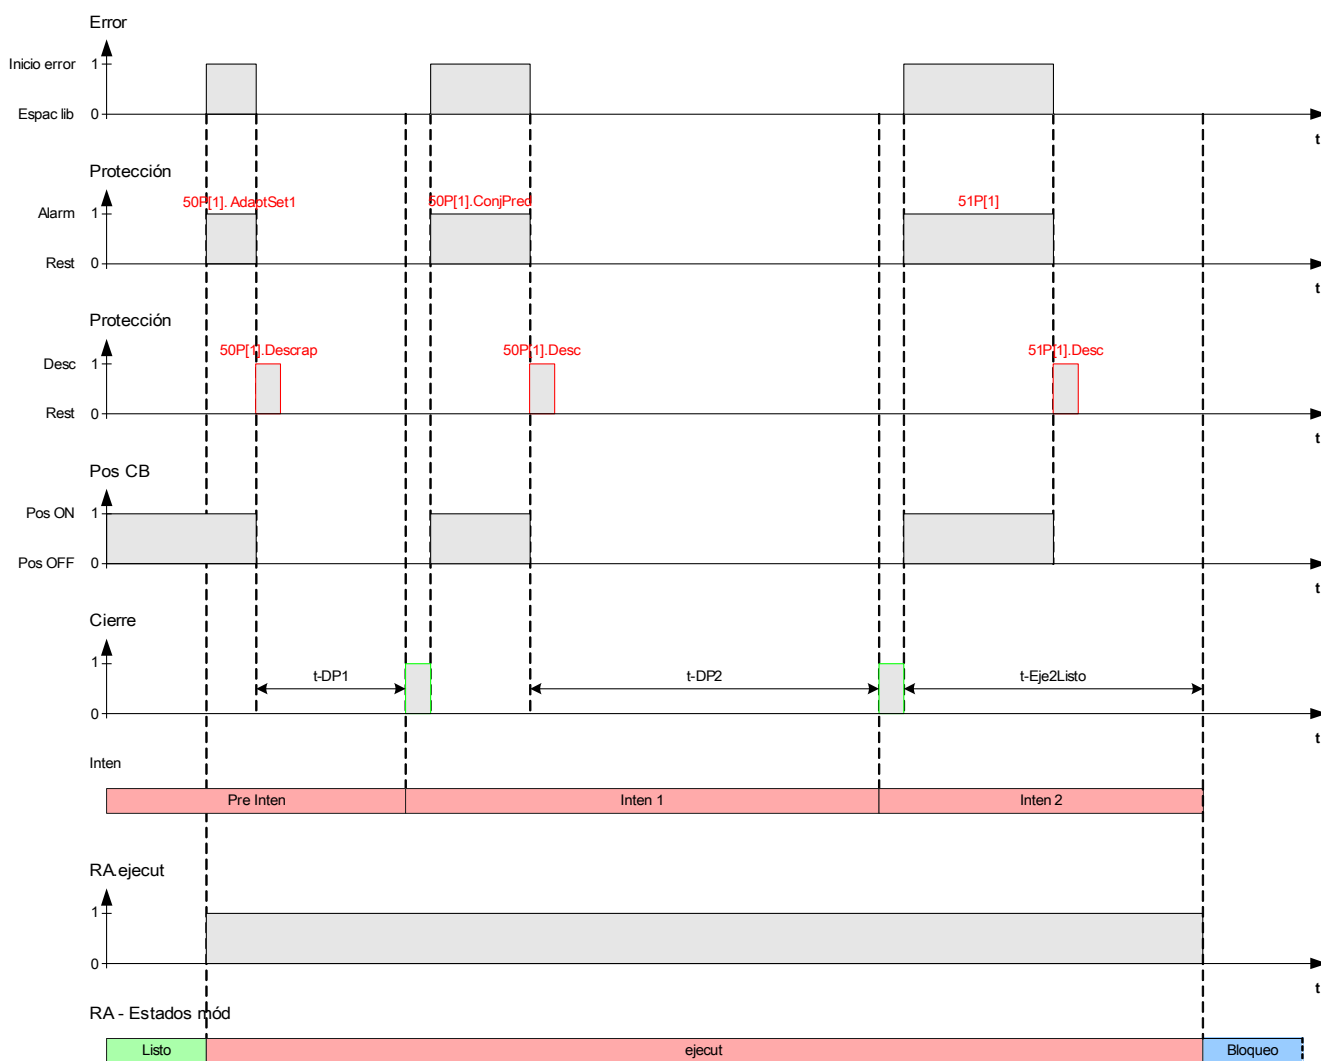 Error
Inicio error 1
Espac lib 0
t
Protección
50P[1]. AdaptSet1 50P[1].ConjPred 51P[1]
Alarm 1
Rest 0
t
Protección
50P[1].Descrap 50P[1].Desc 51P[1].Desc
Desc 1
Rest 0
t
Pos CB
Pos ON 1
Pos OFF 0
t
Cierre
1
t-DP1 t-DP2 t-Eje2Listo
0
t
Inten
Pre Inten Inten 1 Inten 2
RA.ejecut
1
0
t
RA - Estados mód
Listo ejecut Bloqueo